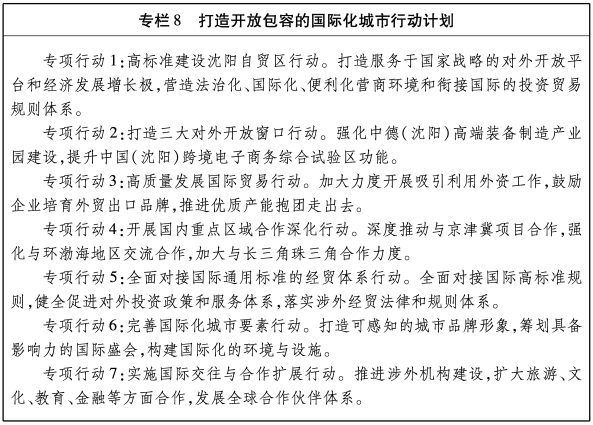 专栏8 打造开放包容的国际化城市行动计划
专项行动1:高标准建设沈阳自贸区行动。打造服务于国家战略的对外开放平
台和经济发展增长极,营造法治化、国际化、便利化营商环境和衔接国际的投资贸易
规则体系。
专项行动2:打造三大对外开放窗口行动。强化中德(沈阳)高端装备制造产业
园建设,提升中国(沈阳)跨境电子商务综合试验区功能。
专项行动3:高质量发展国际贸易行动。加大力度开展吸引利用外资工作,鼓励
企业培育外贸出口品牌,推进优质产能抱团走出去。
专项行动4:开展国内重点区域合作深化行动。深度推动与京津冀项目合作,强
化与环渤海地区交流合作,加大与长三角珠三角合作力度。
专项行动5:全面对接国际通用标准的经贸体系行动。全面对接国际高标准规
则,健全促进对外投资政策和服务体系,落实涉外经贸法律和规则体系。
专项行动6:完善国际化城市要素行动。打造可感知的城市品牌形象,筹划具备
影响力的国际盛会,构建国际化的环境与设施。
专项行动7:实施国际交往与合作扩展行动。推进涉外机构建设,扩大旅游、文
化、教育、金融等方面合作,发展全球合作伙伴体系。